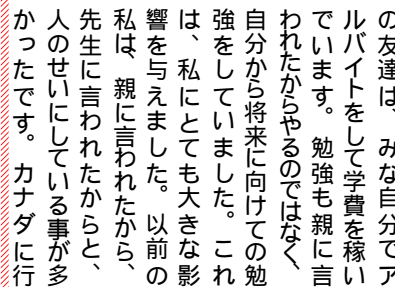 の友達は、みな自分でア
ルバイトをして学費を稼い
でいます。勉強も親に言
われたからやるのではなく、
自分から将来に向けての勉
強をしていました。これ
は、私にとても大きな影
響を与えました。以前の
私は、親に言われたから、
先生に言われたからと、
人のせいにしている事が多
かったです。カナダに行